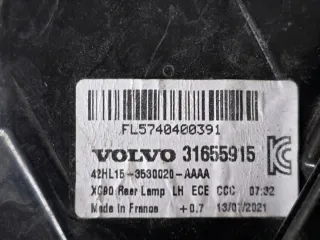 FL5740400391
VOLVO 31655915
42HL15-3530020-AAAA
XC90 Rear Lamp LH ECE CCC 07:32
Made in France +0.7 13/07/2021